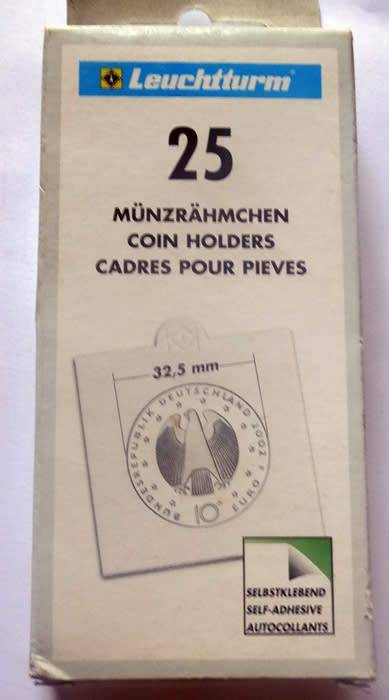 Leuchtturm
25
MÜNZRÄHMCHEN
COIN HOLDERS
CADRES POUR PIEVES
32,5 mm
BUNDESREPUBLIK DEUTSCHLAND 2002
10 EURO
SELBSTKLEBEND
SELF-ADHESIVE
AUTOCOLLANTS